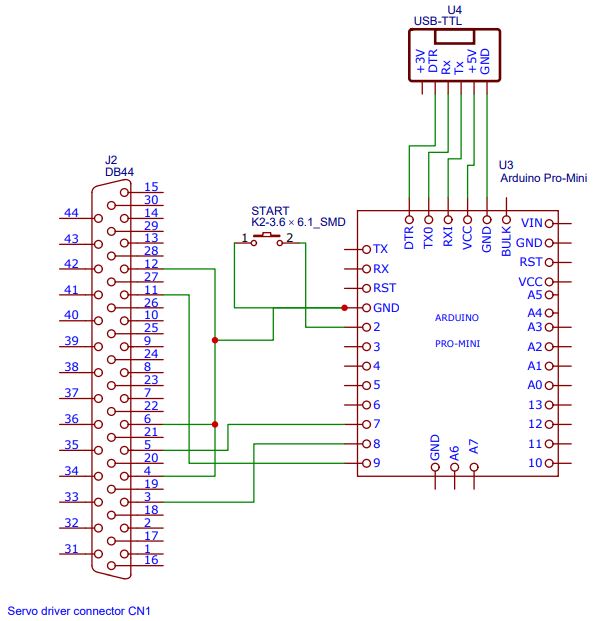 U4
USB-TTL
+3V
DTR
Rx
Tx
+5V
GND
U3
Arduino Pro-Mini
J2
DB44
START
K2-3.6 × 6.1_SMD
1
2
DTR
TX0
RXI
VCC
GND
BULK
TX
RX
RST
GND
2
3
4
5
6
7
8
9
ARDUINO
PRO-MINI
VIN
GND
RST
VCC
A5
A4
A3
A2
A1
A0
13
12
11
10
GND
A6
A7
44
43
42
41
40
39
38
37
36
35
34
33
32
31
15
30
14
29
13
28
12
27
11
26
10
25
9
24
8
23
7
22
6
21
5
20
4
19
3
18
2
17
1
16
Servo driver connector CN1